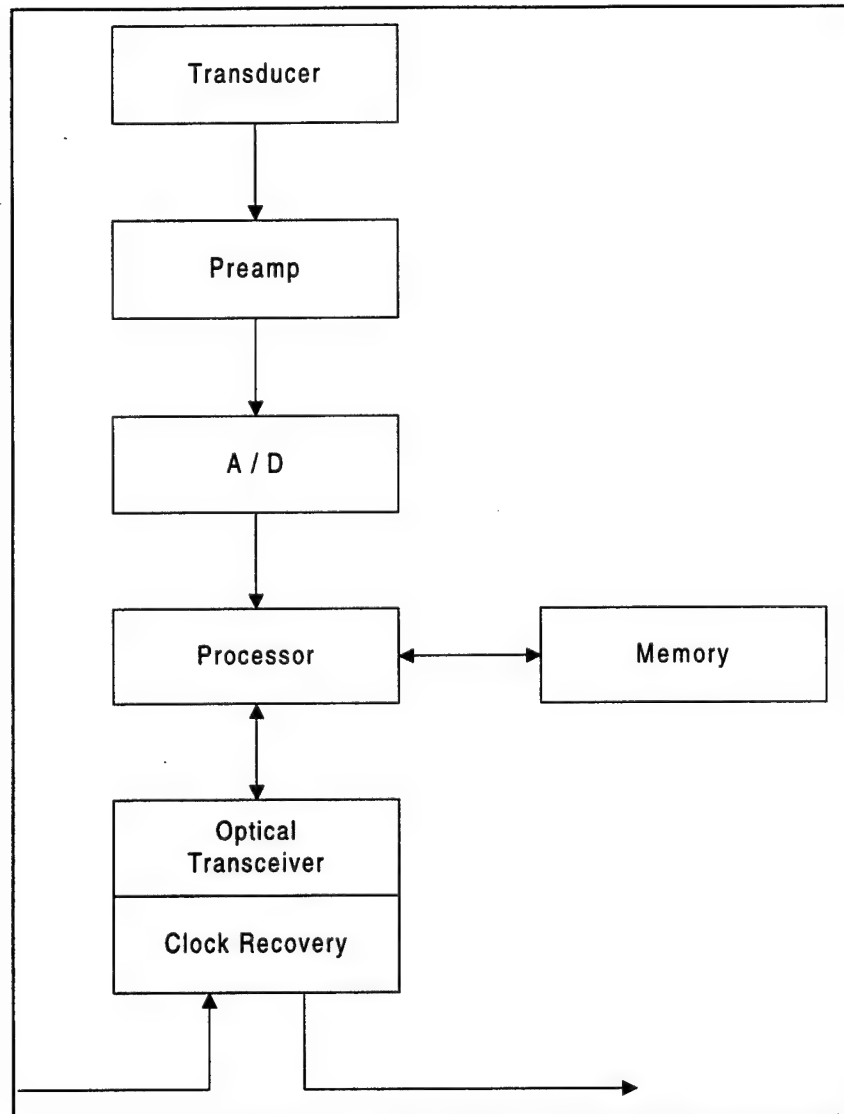 Transducer
Preamp
A / D
Processor
Memory
Optical
Transceiver
Clock Recovery